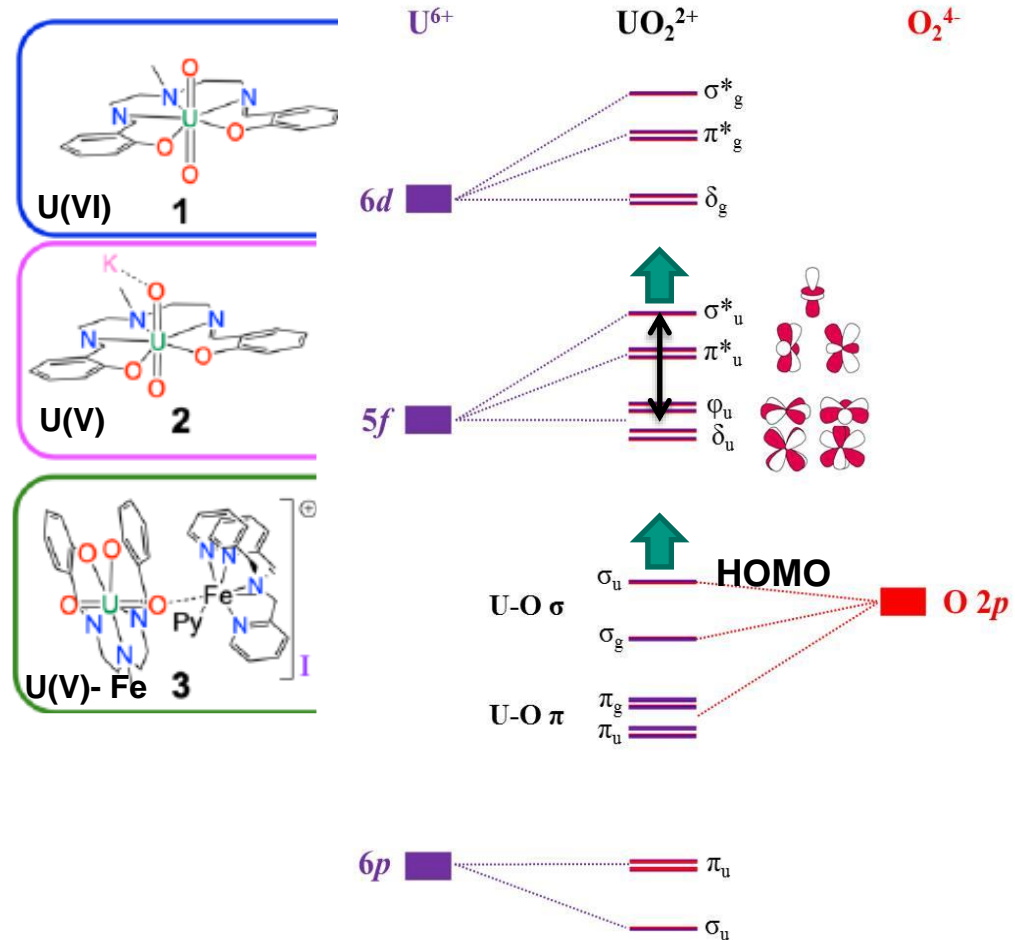 U⁶⁺ UO₂²⁺ O₂⁴⁻
O
N N
U
O
O
U(VI) 1
K
O
N N
U
O
O
U(V) 2
O O
O U O
N N
N
N N
N
Fe
N
Py
⊕
I
U(V)- Fe 3
σ*g
π*g
6d
δg
σ*u
π*u
5f
φu
δu
σu HOMO
U-O σ
O 2p
σg
πg
U-O π
πu
6p
πu
σu